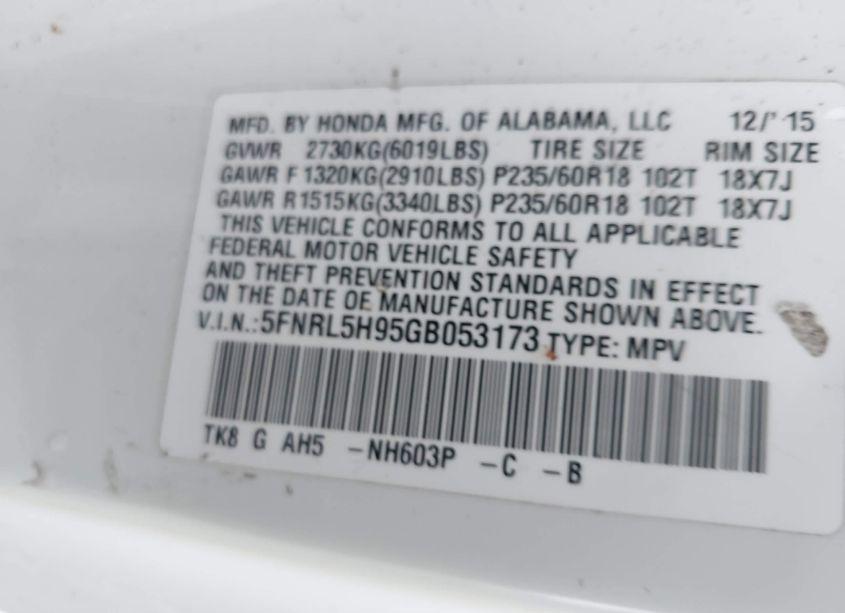 MFD. BY HONDA MFG. OF ALABAMA, LLC 12/'15
GVWR 2730KG(6019LBS) TIRE SIZE RIM SIZE
GAWR F 1320KG(2910LBS) P235/60R18 102T 18X7J
GAWR R1515KG(3340LBS) P235/60R18 102T 18X7J
THIS VEHICLE CONFORMS TO ALL APPLICABLE
FEDERAL MOTOR VEHICLE SAFETY
AND THEFT PREVENTION STANDARDS IN EFFECT
ON THE DATE OF MANUFACTURE SHOWN ABOVE.
V.I.N.:5FNRL5H95GB053173 TYPE: MPV
TK8 G AH5 -NH603P -C -B